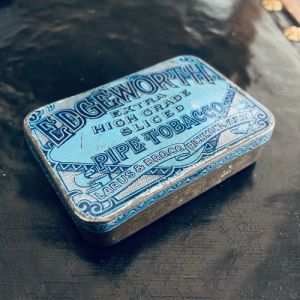 EDGEWORTH
EXTRA
HIGH GRADE
SLICED
PIPE TOBACCO
LARUS & BRO. CO. RICHMOND, VA.